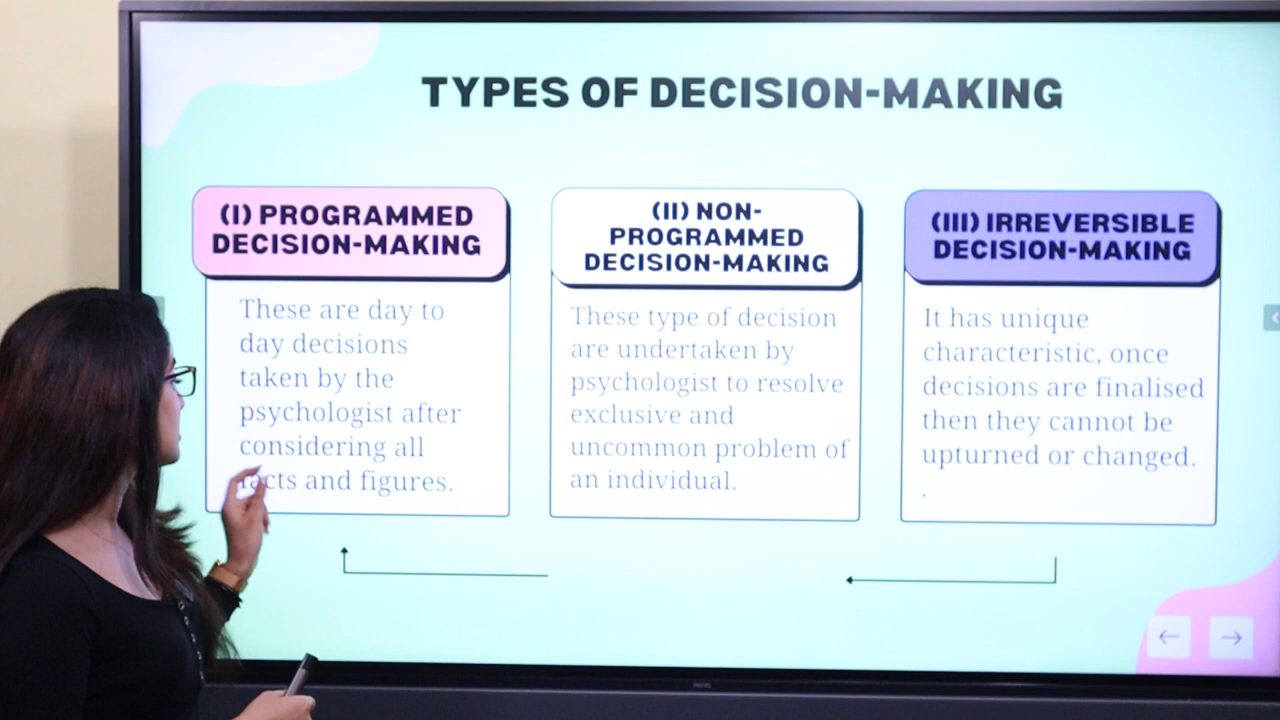 TYPES OF DECISION-MAKING
(I) PROGRAMMED
DECISION-MAKING
These are day to
day decisions
taken by the
psychologist after
considering all
facts and figures.
(II) NON-
PROGRAMMED
DECISION-MAKING
These type of decision
are undertaken by
psychologist to resolve
exclusive and
uncommon problem of
an individual.
(III) IRREVERSIBLE
DECISION-MAKING
It has unique
characteristic, once
decisions are finalised
then they cannot be
upturned or changed.
.